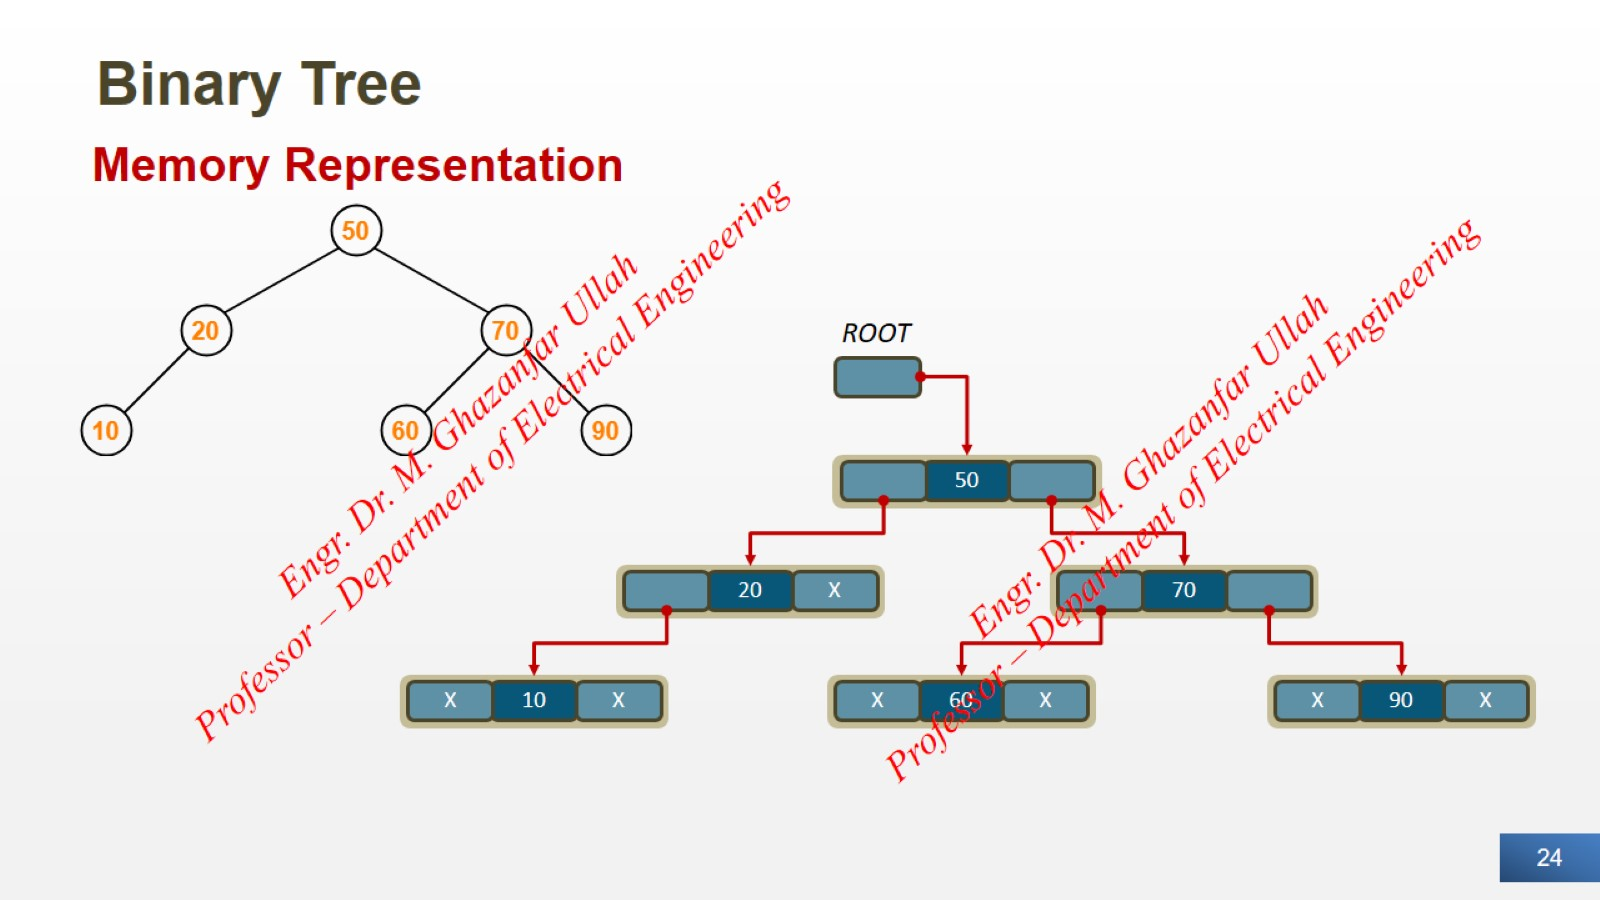 Binary Tree
Memory Representation
50
20
70
10
60
90
Engr. Dr. M. Ghazanfar Ullah
Professor – Department of Electrical Engineering
ROOT
50
20 X
70
X 10 X
X 60 X
X 90 X
Engr. Dr. M. Ghazanfar Ullah
Professor – Department of Electrical Engineering
24